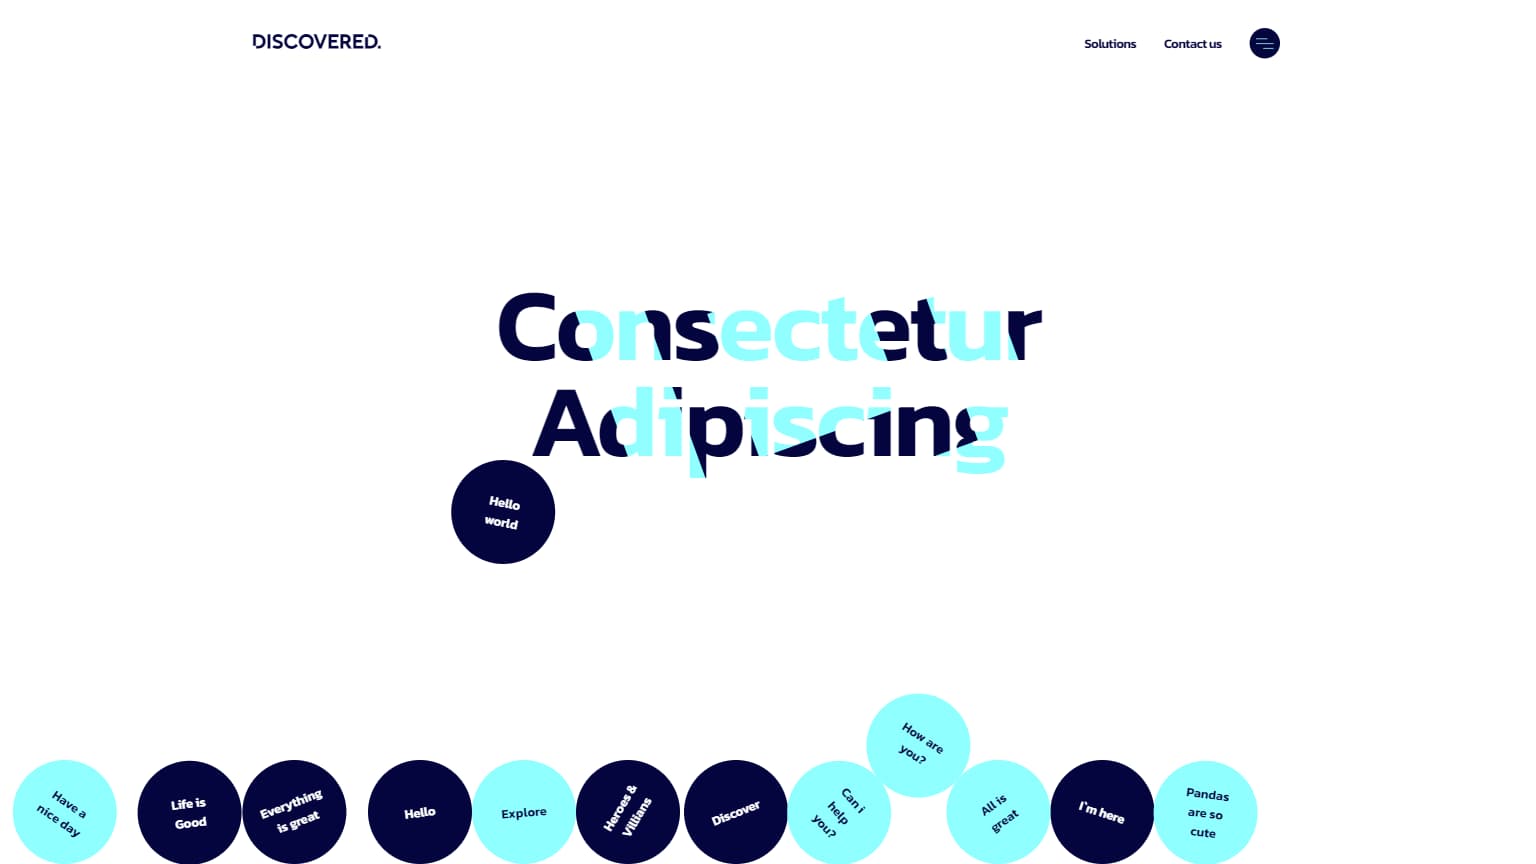 DISCOVERED.
Solutions
Contact us
Consectetur
Adipiscing
Hello
world
How are
you?
Have a
nice day
Life is
Good
Everything
is great
Hello
Explore
Heroes &
Villians
Discover
Can i
help
you?
All is
great
I`m here
Pandas
are so
cute